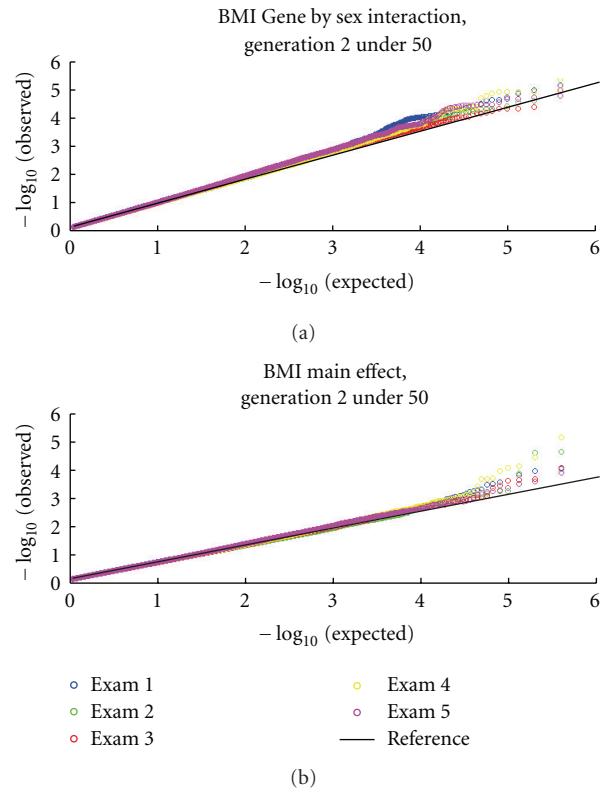 BMI Gene by sex interaction,
generation 2 under 50
6
5
4
3
2
1
0
− log10 (observed)
0 1 2 3 4 5 6
− log10 (expected)
(a)
BMI main effect,
generation 2 under 50
6
5
4
3
2
1
0
− log10 (observed)
0 1 2 3 4 5 6
− log10 (expected)
Exam 1
Exam 2
Exam 3
Exam 4
Exam 5
Reference
(b)